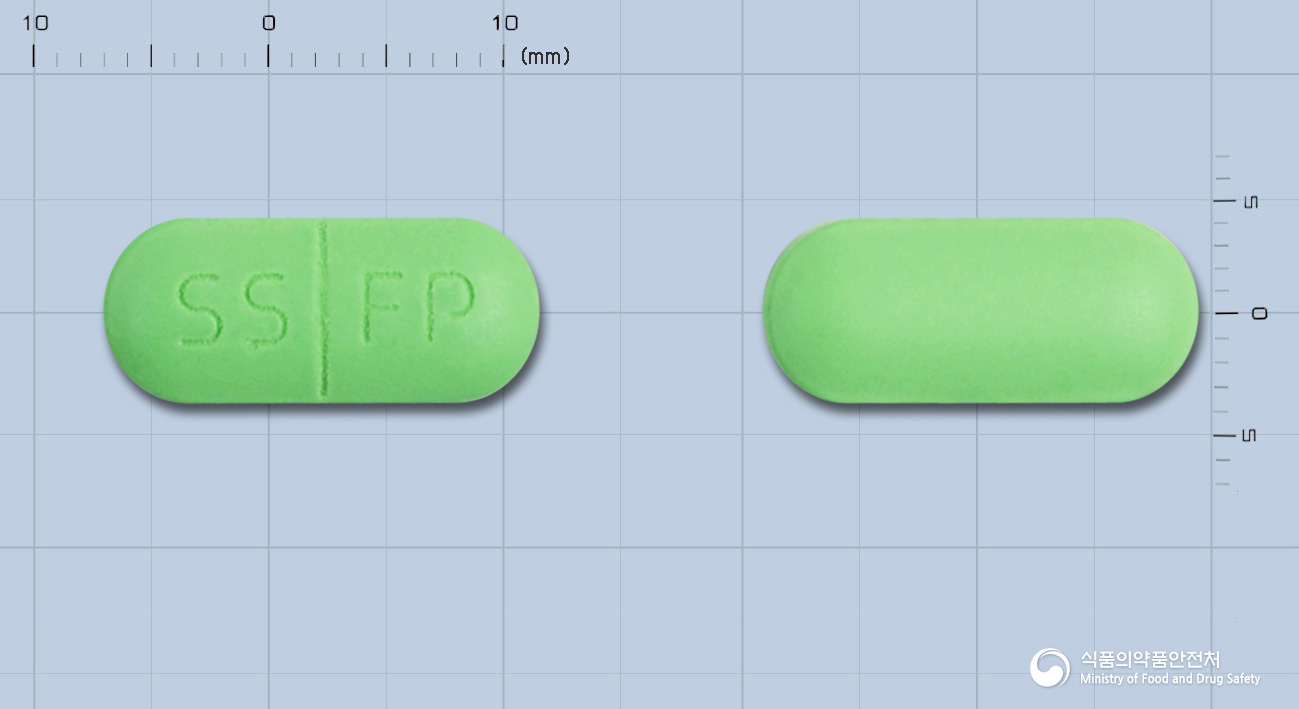 10 0 10 (mm)
SS FP
5
0
5
식품의약품안전처
Ministry of Food and Drug Safety